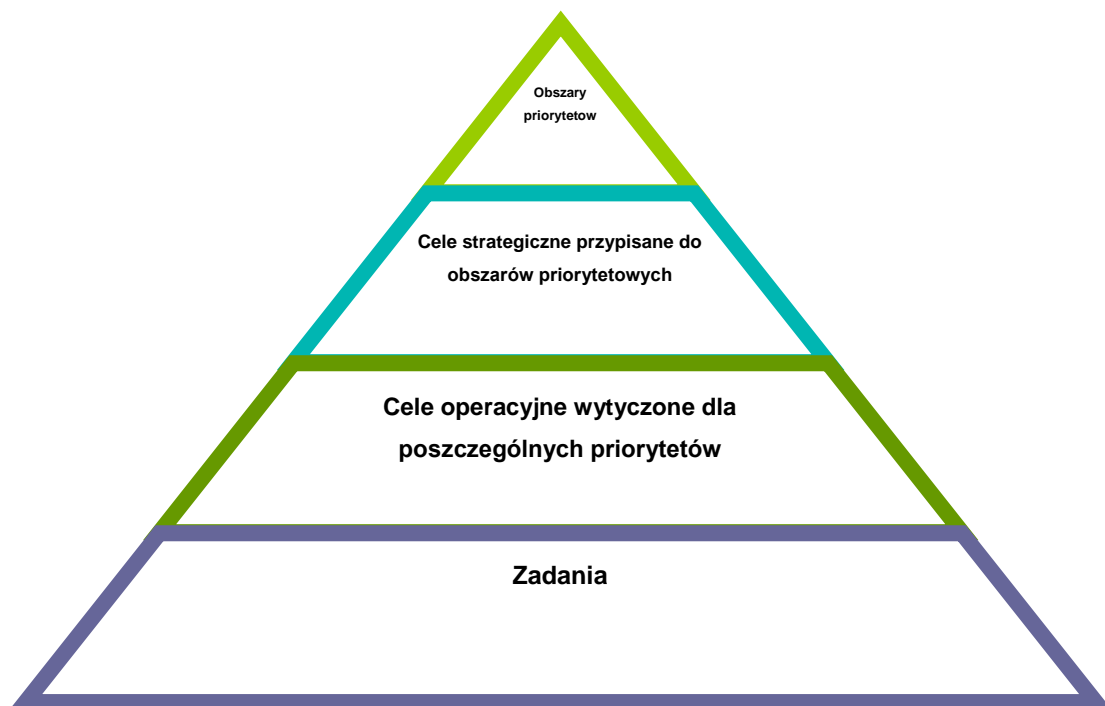 Obszary
priorytetow
Cele strategiczne przypisane do
obszarów priorytetowych
Cele operacyjne wytyczone dla
poszczególnych priorytetów
Zadania